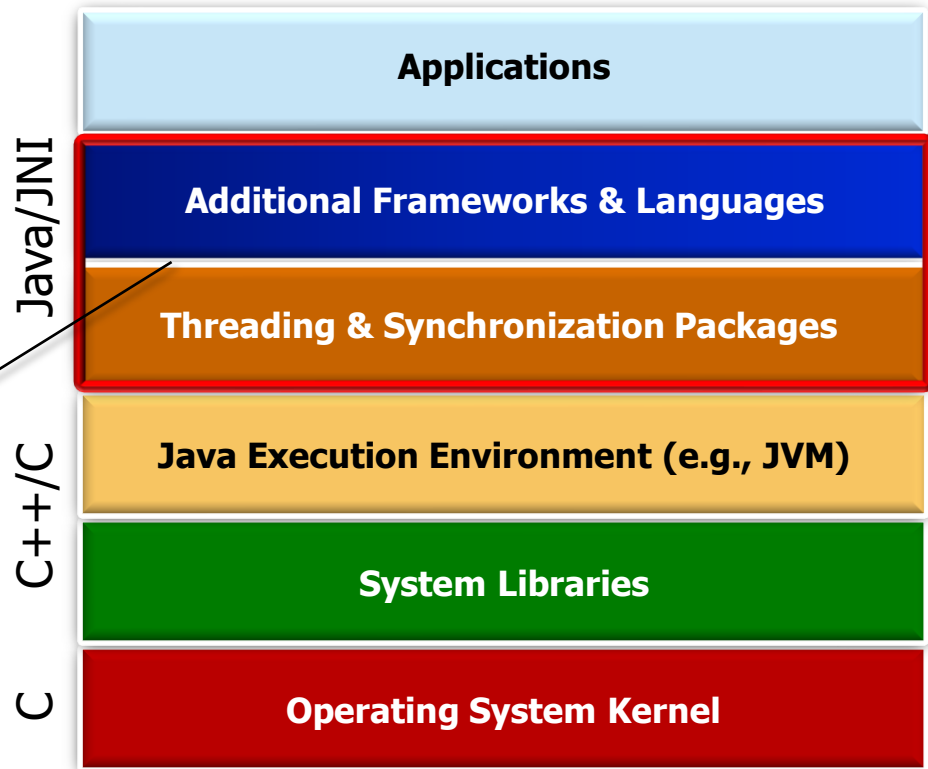 Applications
Java/JNI
Additional Frameworks & Languages
Threading & Synchronization Packages
C++/C
Java Execution Environment (e.g., JVM)
System Libraries
C
Operating System Kernel